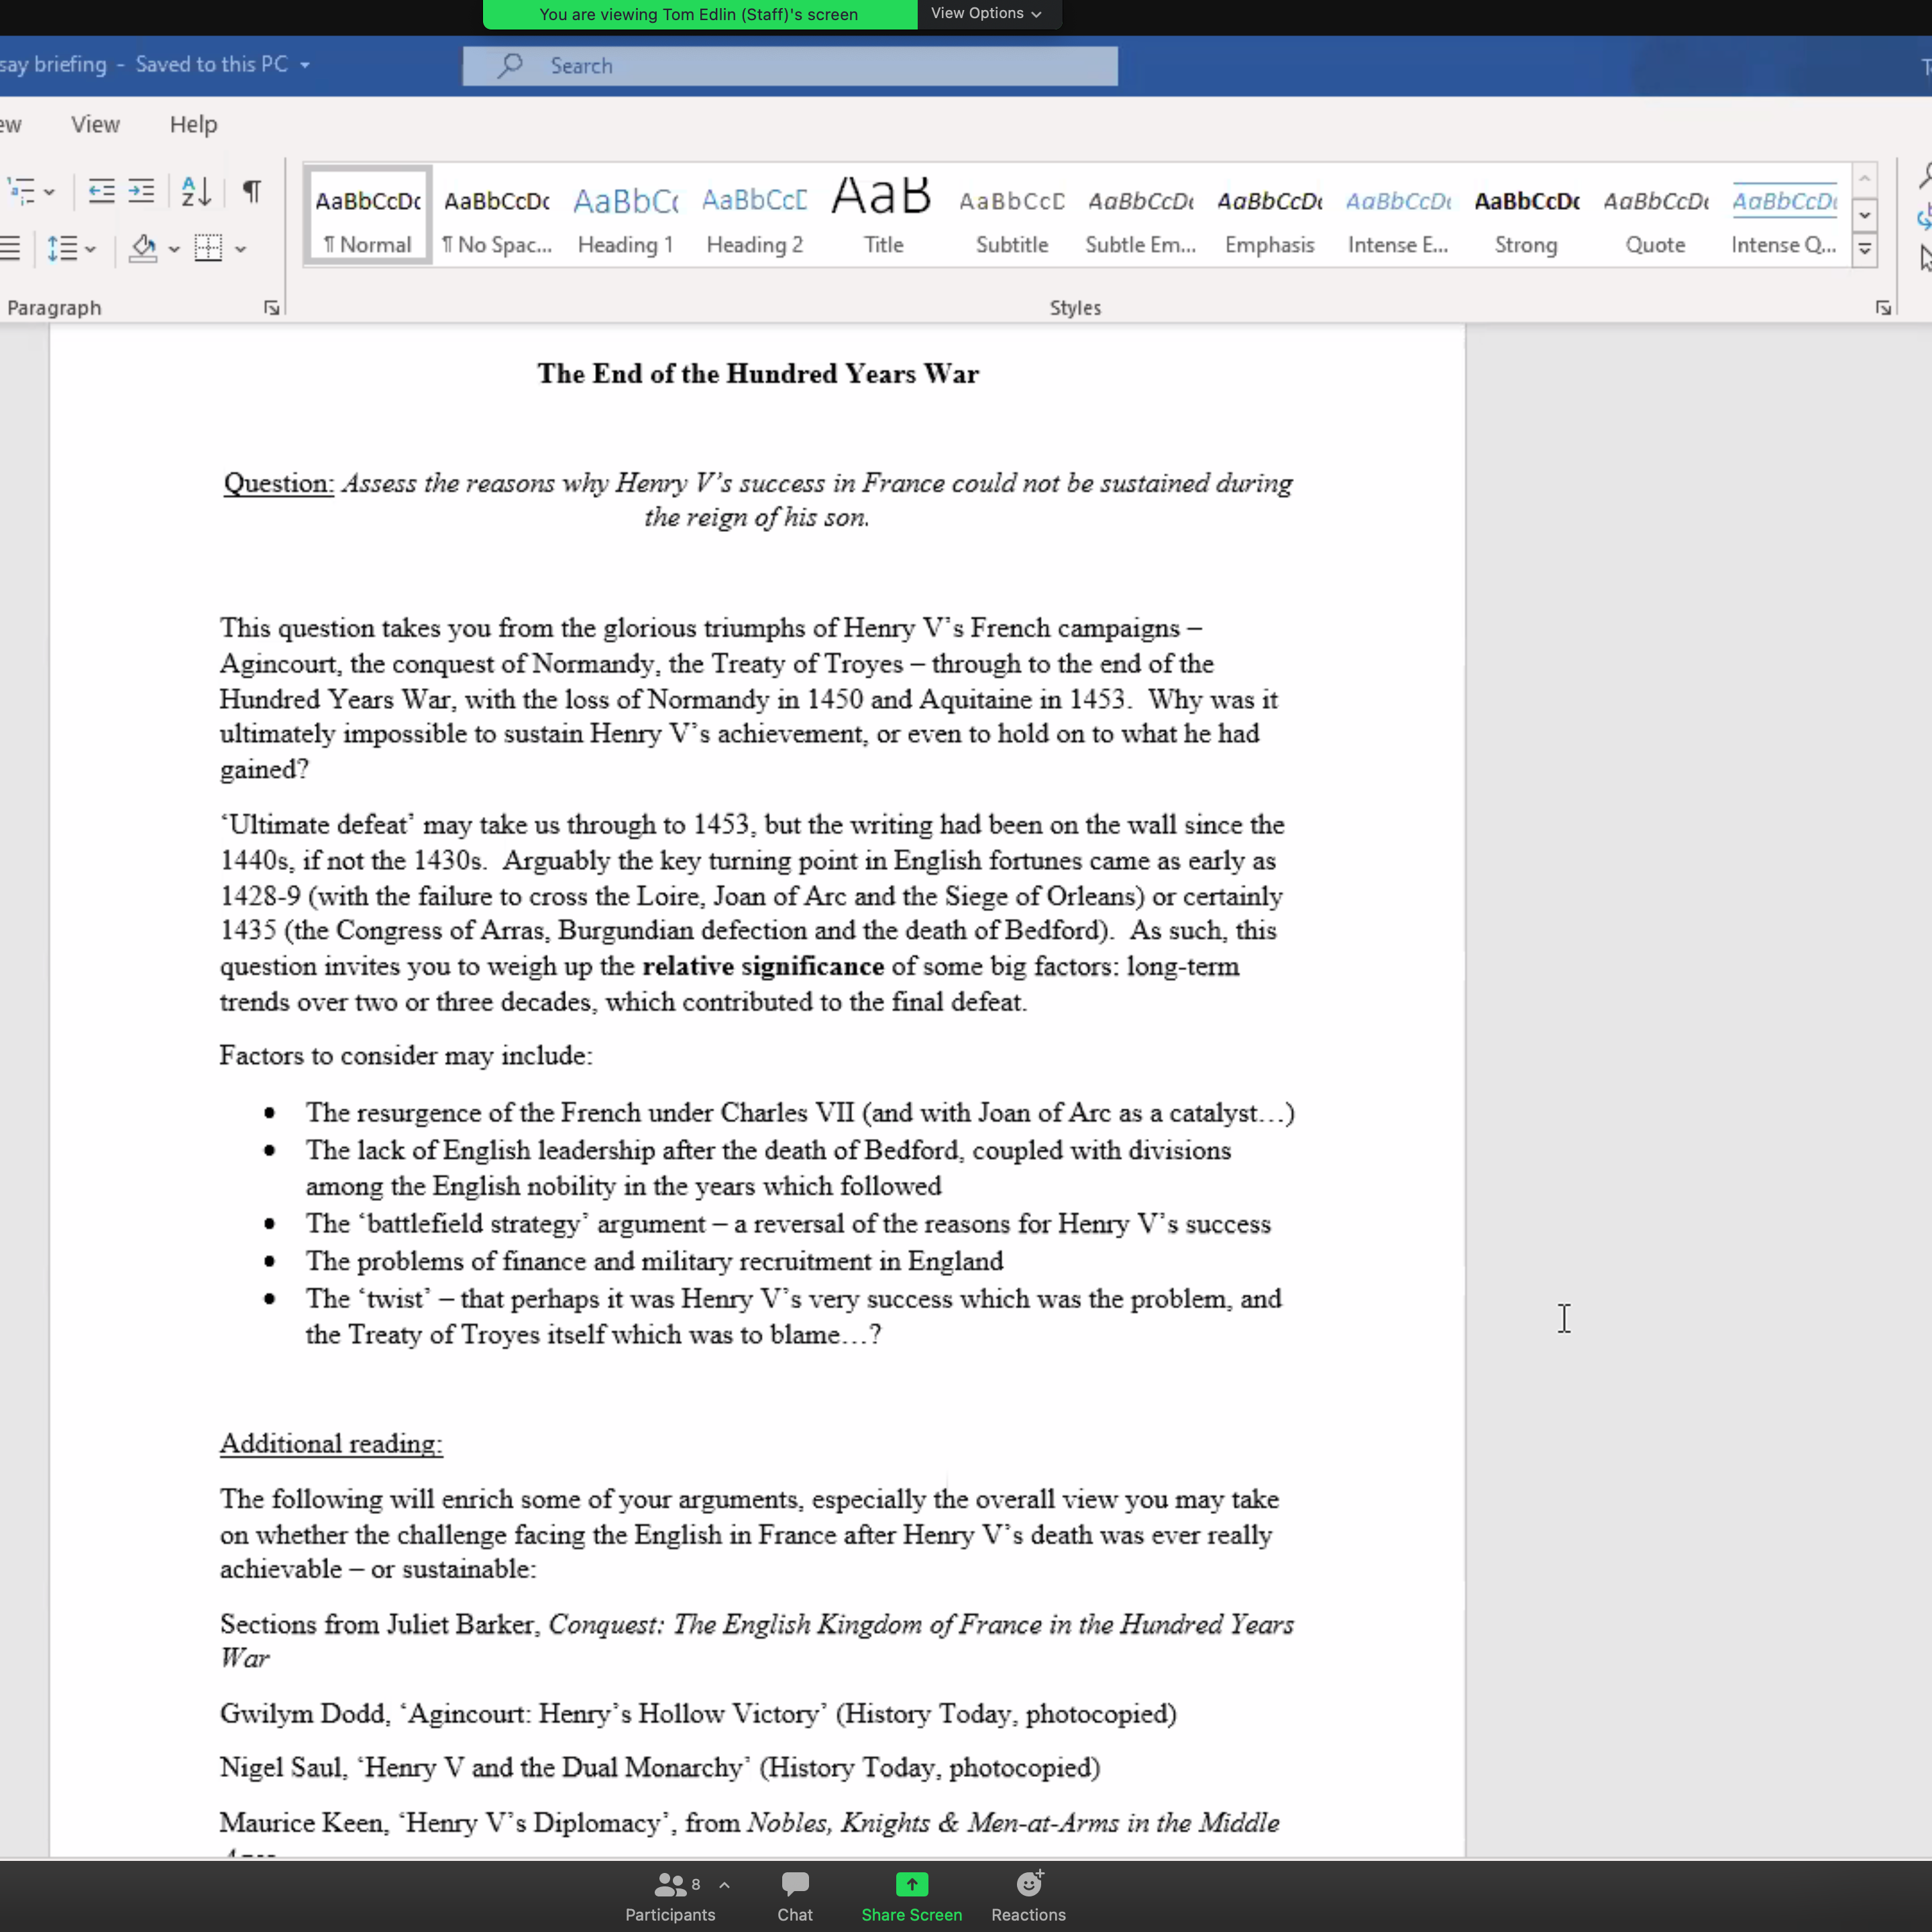 You are viewing Tom Edlin (Staff)'s screen
View Options
say briefing - Saved to this PC
Search
ew
View
Help
AaBbCcDc
AaBbCcDc
AaBbCc
AaBbCcD
AaB
AaBbCcD
AaBbCcDc
AaBbCcDc
AaBbCcDc
AaBbCcDc
AaBbCcDc
AaBbCcDc
¶ Normal
¶ No Spac...
Heading 1
Heading 2
Title
Subtitle
Subtle Em...
Emphasis
Intense E...
Strong
Quote
Intense Q...
Paragraph
Styles
The End of the Hundred Years War
Question: Assess the reasons why Henry V's success in France could not be sustained during
the reign of his son.
This question takes you from the glorious triumphs of Henry V's French campaigns –
Agincourt, the conquest of Normandy, the Treaty of Troyes – through to the end of the
Hundred Years War, with the loss of Normandy in 1450 and Aquitaine in 1453.  Why was it
ultimately impossible to sustain Henry V's achievement, or even to hold on to what he had
gained?
'Ultimate defeat' may take us through to 1453, but the writing had been on the wall since the
1440s, if not the 1430s.  Arguably the key turning point in English fortunes came as early as
1428-9 (with the failure to cross the Loire, Joan of Arc and the Siege of Orleans) or certainly
1435 (the Congress of Arras, Burgundian defection and the death of Bedford).  As such, this
question invites you to weigh up the relative significance of some big factors: long-term
trends over two or three decades, which contributed to the final defeat.
Factors to consider may include:
• The resurgence of the French under Charles VII (and with Joan of Arc as a catalyst…)
• The lack of English leadership after the death of Bedford, coupled with divisions
among the English nobility in the years which followed
• The 'battlefield strategy' argument – a reversal of the reasons for Henry V's success
• The problems of finance and military recruitment in England
• The 'twist' – that perhaps it was Henry V's very success which was the problem, and
the Treaty of Troyes itself which was to blame…?
Additional reading:
The following will enrich some of your arguments, especially the overall view you may take
on whether the challenge facing the English in France after Henry V's death was ever really
achievable – or sustainable:
Sections from Juliet Barker, Conquest: The English Kingdom of France in the Hundred Years
War
Gwilym Dodd, 'Agincourt: Henry's Hollow Victory' (History Today, photocopied)
Nigel Saul, 'Henry V and the Dual Monarchy' (History Today, photocopied)
Maurice Keen, 'Henry V's Diplomacy', from Nobles, Knights & Men-at-Arms in the Middle
8
Participants
Chat
Share Screen
Reactions